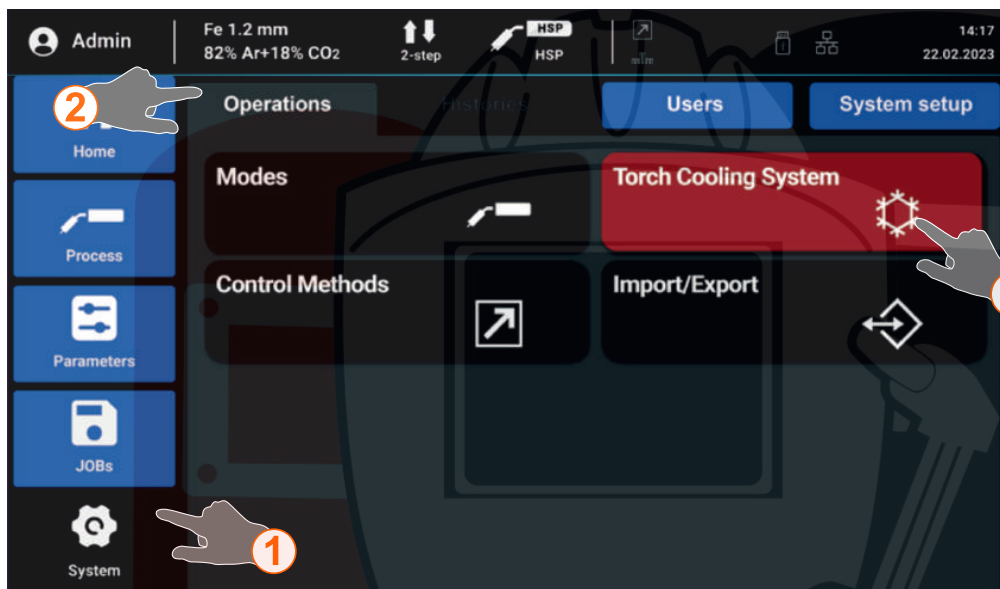 Admin
Fe 1.2 mm
82% Ar+18% CO2
2-step
HSP
HSP
14:17
22.02.2023
2
Operations
Histories
Users
System setup
Home
Modes
Torch Cooling System
Process
Control Methods
Import/Export
Parameters
JOBs
1
System